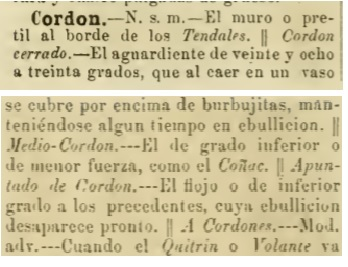 Cordon.—N. s. m.—El muro o pre-
til al borde de los Tendales. || Cordon
cerrado.—El aguardiente de veinte y ocho
a treinta grados, que al caer en un vaso
se cubre por encima de burbujitas, man-
teniéndose algun tiempo en ebullicion. ||
Medio-Cordon.---El de grado inferior o
de menor fuerza, como el Coñac. || Apun-
tado de Cordon.---El flojo o de inferior
grado a los precedentes, cuya ebullicion
desaparece pronto. || A Cordones.---Mod.
adv.---Cuando el Quitrin o Volante va